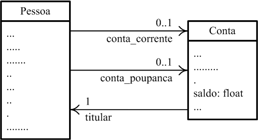 Pessoa
...
.....
.......
..
...
..
.
........
0..1
conta_corrente
0..1
conta_poupanca
1
titular
Conta
...
.........
.
saldo: float
...